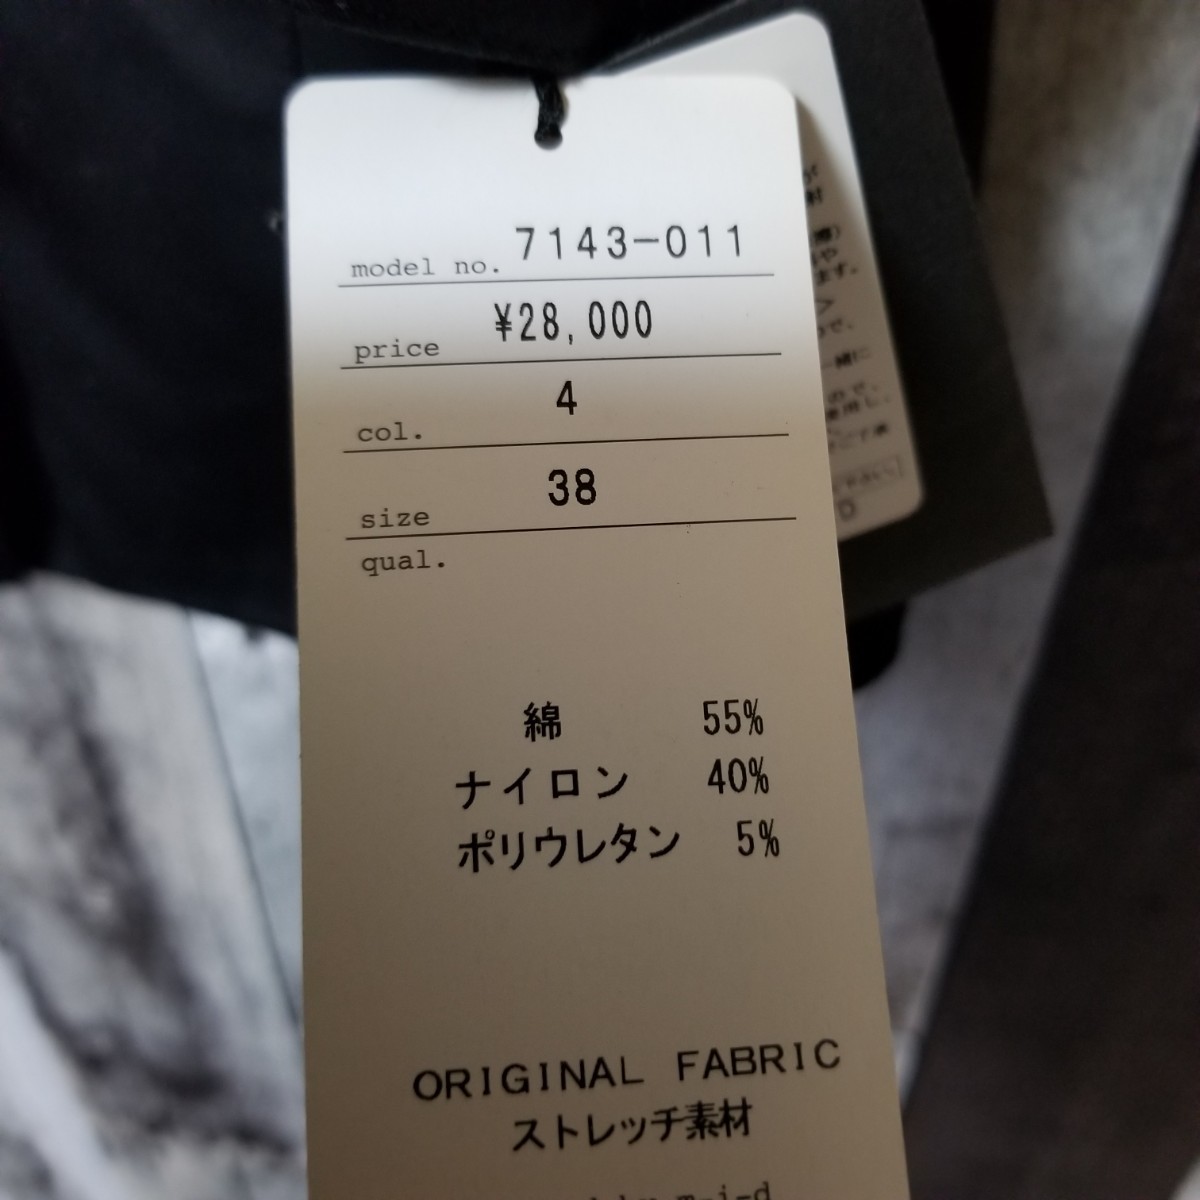 model no. 7143-011
price ¥28,000
col. 4
size 38
qual.
綿 55%
ナイロン 40%
ポリウレタン 5%
ORIGINAL FABRIC
ストレッチ素材
m-i-d